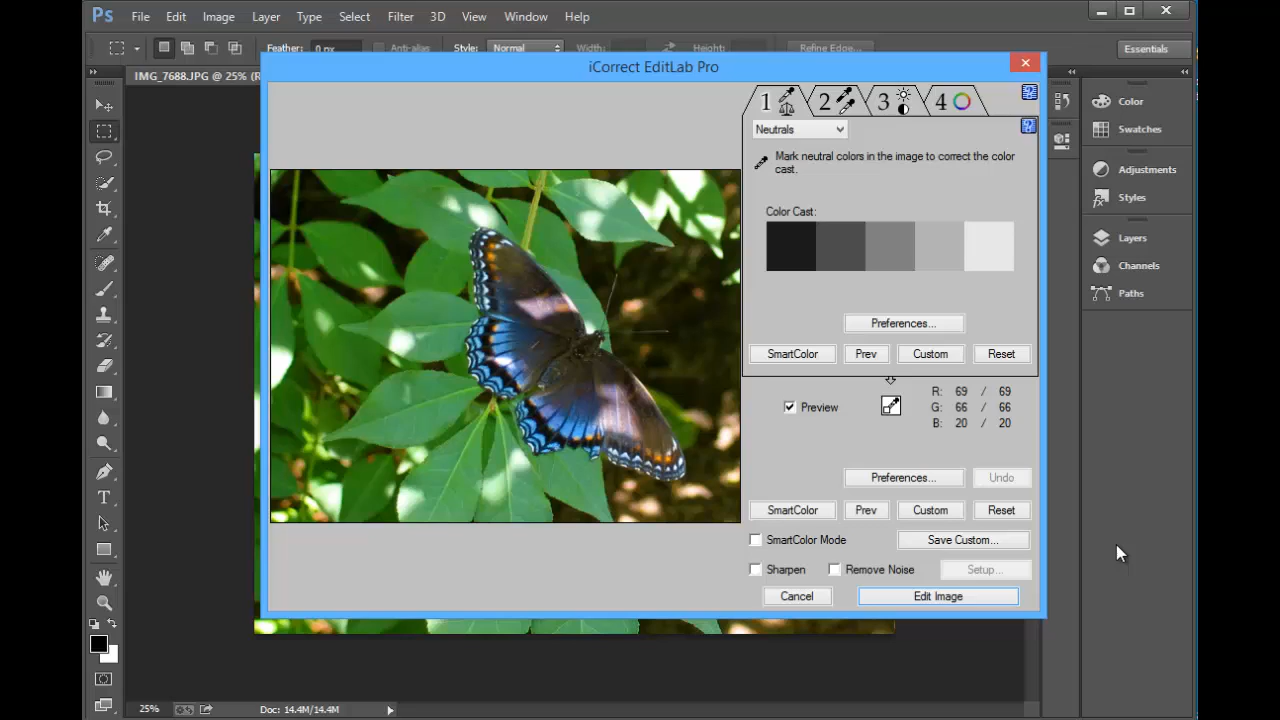 Ps File Edit Image Layer Type Select Filter 3D View Window Help
Feather: 0 px Anti-alias Style: Normal Width: Height: Refine Edge... Essentials
IMG_7688.JPG @ 25% (R
iCorrect EditLab Pro
1 2 3 4
Neutrals
Mark neutral colors in the image to correct the color
cast.
Color Cast:
Preferences...
SmartColor Prev Custom Reset
Preview
R: 69 / 69
G: 66 / 66
B: 20 / 20
Preferences... Undo
SmartColor Prev Custom Reset
SmartColor Mode Save Custom...
Sharpen Remove Noise Setup...
Cancel Edit Image
Color
Swatches
Adjustments
Styles
Layers
Channels
Paths
25% Doc: 14.4M/14.4M